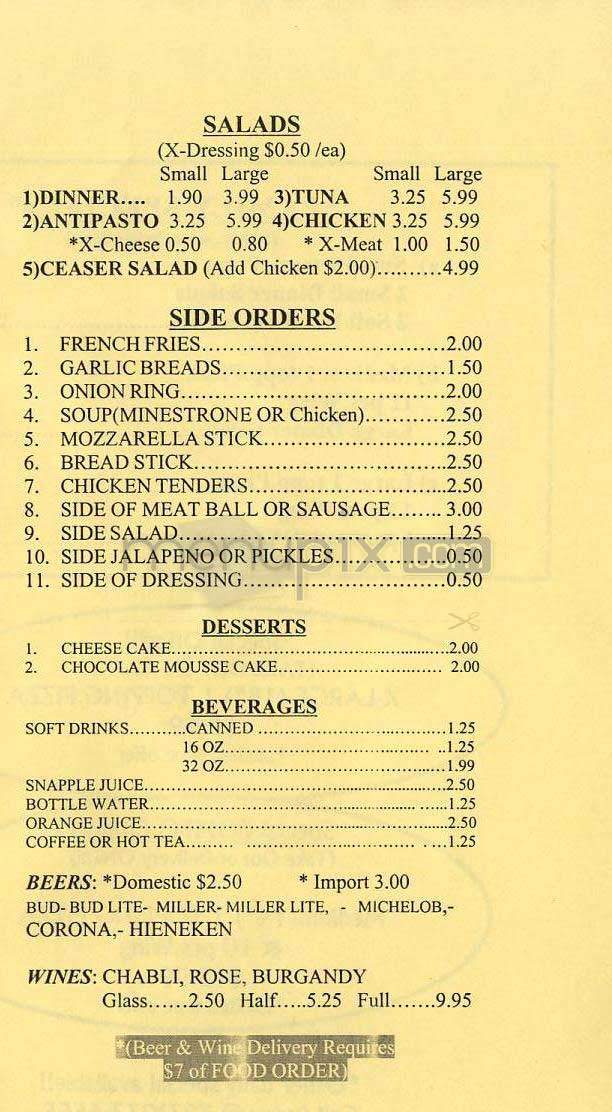 SALADS
(X-Dressing $0.50 /ea)
Small Large Small Large
1)DINNER.... 1.90 3.99 3)TUNA 3.25 5.99
2)ANTIPASTO 3.25 5.99 4)CHICKEN 3.25 5.99
*X-Cheese 0.50 0.80 * X-Meat 1.00 1.50
5)CEASER SALAD (Add Chicken $2.00)..........4.99
SIDE ORDERS
1. FRENCH FRIES....................................2.00
2. GARLIC BREADS.................................1.50
3. ONION RING.......................................2.00
4. SOUP(MINESTRONE OR Chicken)............2.50
5. MOZZARELLA STICK...........................2.50
6. BREAD STICK.....................................2.50
7. CHICKEN TENDERS.............................2.50
8. SIDE OF MEAT BALL OR SAUSAGE....... 3.00
9. SIDE SALAD.......................................1.25
10. SIDE JALAPENO OR PICKLES.................0.50
11. SIDE OF DRESSING..............................0.50
menupix.com
DESSERTS
1. CHEESE CAKE..................................................2.00
2. CHOCOLATE MOUSSE CAKE............................. 2.00
BEVERAGES
SOFT DRINKS..........CANNED ...................................1.25
16 OZ..................................... ..1.25
32 OZ........................................1.99
SNAPPLE JUICE.......................................................2.50
BOTTLE WATER................................................ ......1.25
ORANGE JUICE.......................................................2.50
COFFEE OR HOT TEA......... .................................. . ...1.25
BEERS: *Domestic $2.50 * Import 3.00
BUD- BUD LITE- MILLER- MILLER LITE, - MICHELOB,-
CORONA,- HIENEKEN
WINES: CHABLI, ROSE, BURGANDY
Glass......2.50 Half.....5.25 Full.......9.95
*(Beer & Wine Delivery Requires
$7 of FOOD ORDER)